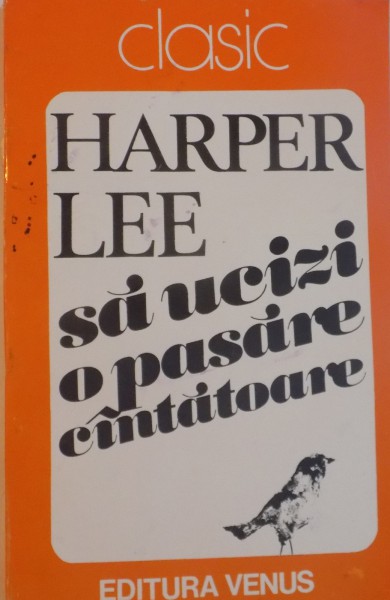 clasic
HARPER
LEE
să ucizi
o pasăre
cîntătoare
EDITURA VENUS